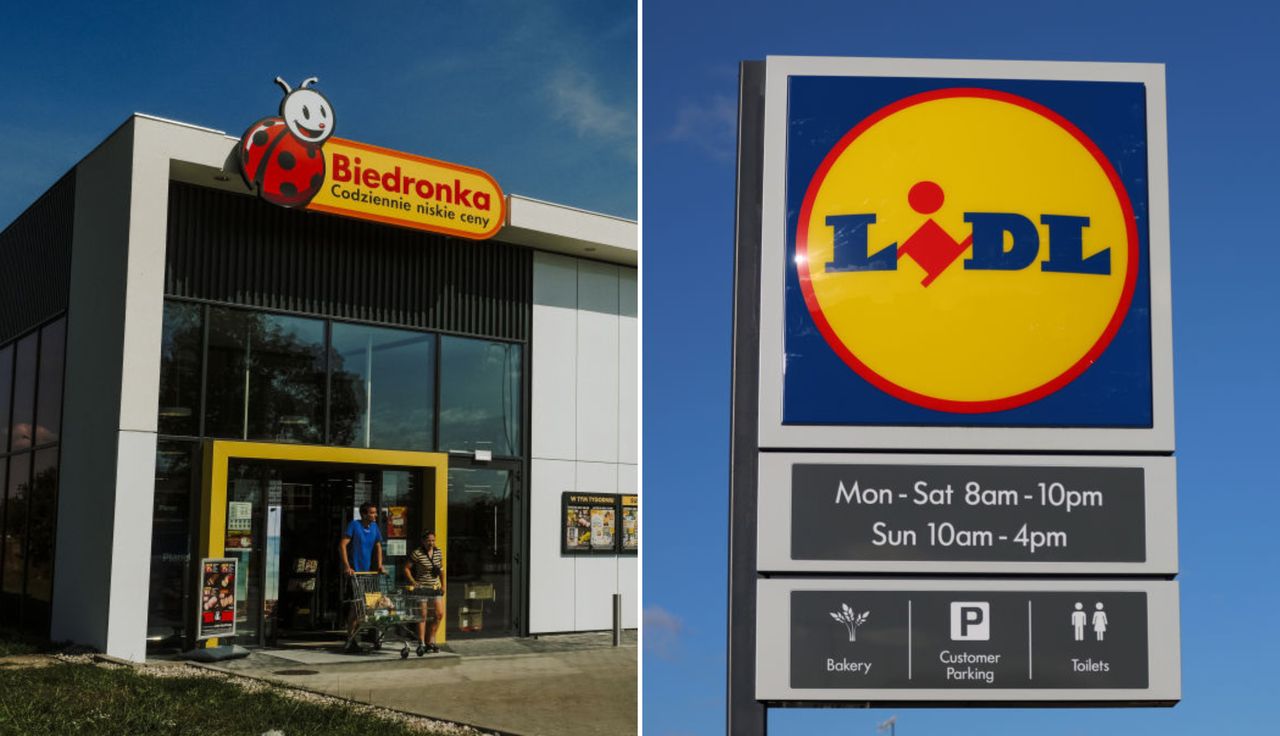 Biedronka
Codziennie niskie ceny
W TYM TYGODNIU
LIDL
Mon - Sat 8am - 10pm
Sun 10am - 4pm
P
Bakery
Customer
Parking
Toilets